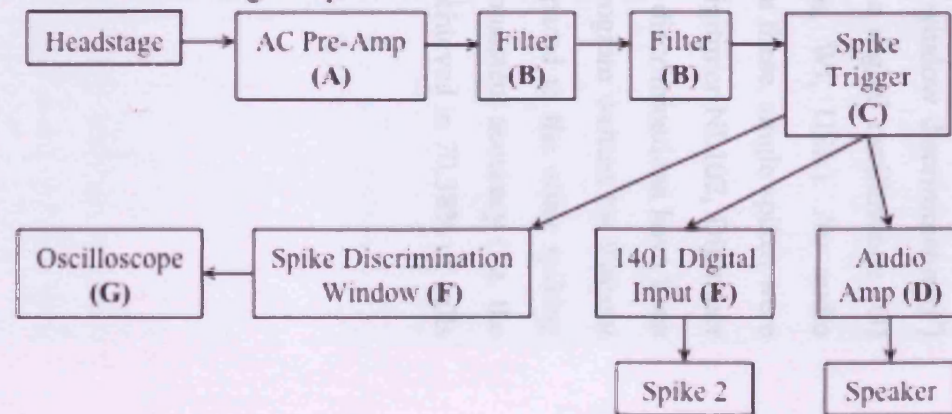 Headstage
AC Pre-Amp
(A)
Filter
(B)
Filter
(B)
Spike
Trigger
(C)
Oscilloscope
(G)
Spike Discrimination
Window (F)
1401 Digital
Input (E)
Audio
Amp (D)
Spike 2
Speaker